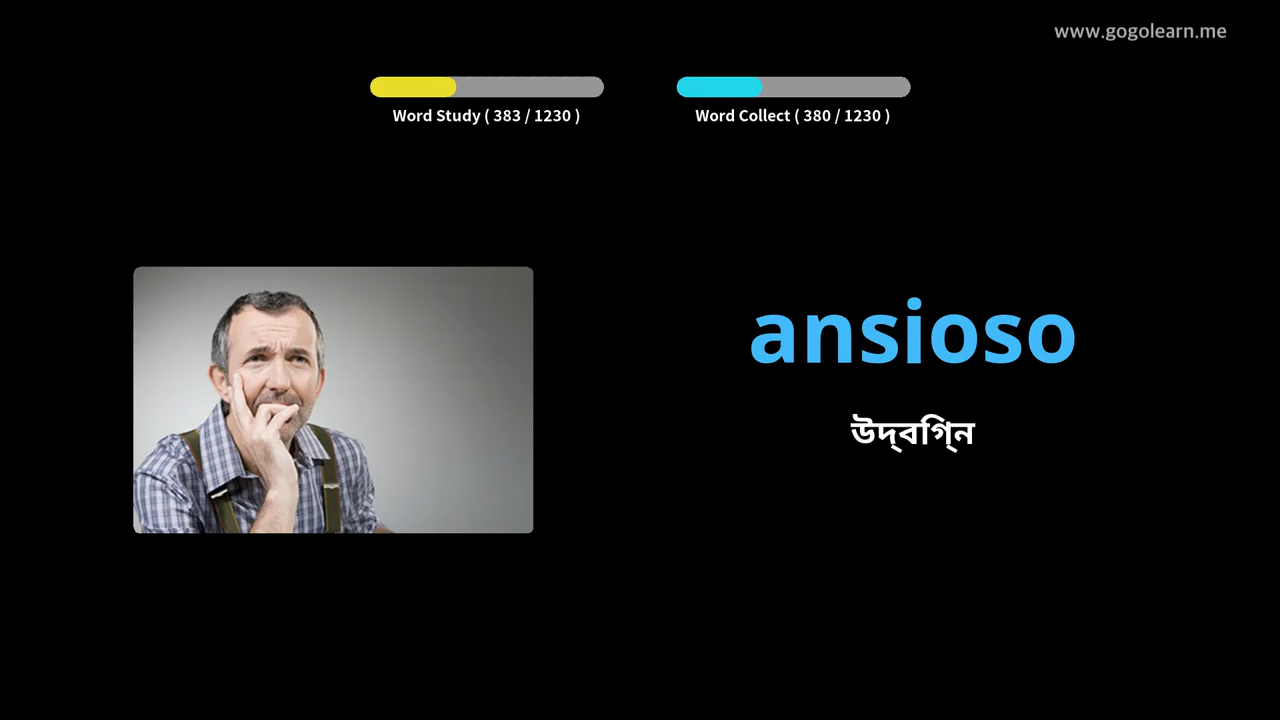 www.gogolearn.me
Word Study ( 383 / 1230 )
Word Collect ( 380 / 1230 )
ansioso
উদ্‌বগ্নি